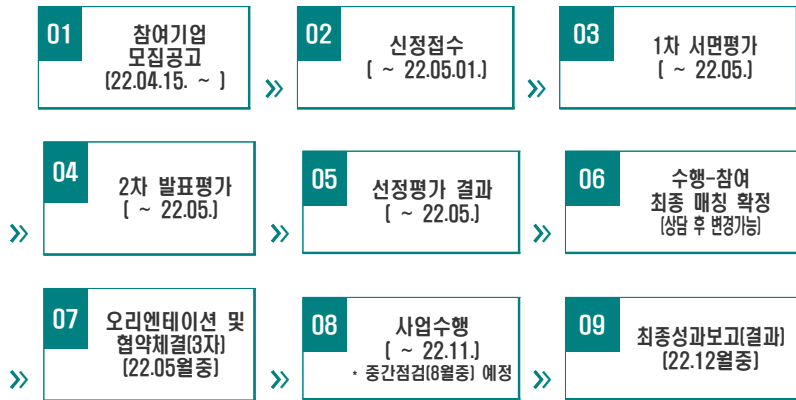 01
참여기업
모집공고
(22.04.15. ~ )
02
신정접수
( ~ 22.05.01.)
03
1차 서면평가
( ~ 22.05.)
04
2차 발표평가
( ~ 22.05.)
05
선정평가 결과
( ~ 22.05.)
06
수행-참여
최종 매칭 확정
(상담 후 변경가능)
07
오리엔테이션 및
협약체결(3자)
(22.05월중)
08
사업수행
( ~ 22.11.)
* 중간점검(8월중) 예정
09
최종성과보고(결과)
(22.12월중)